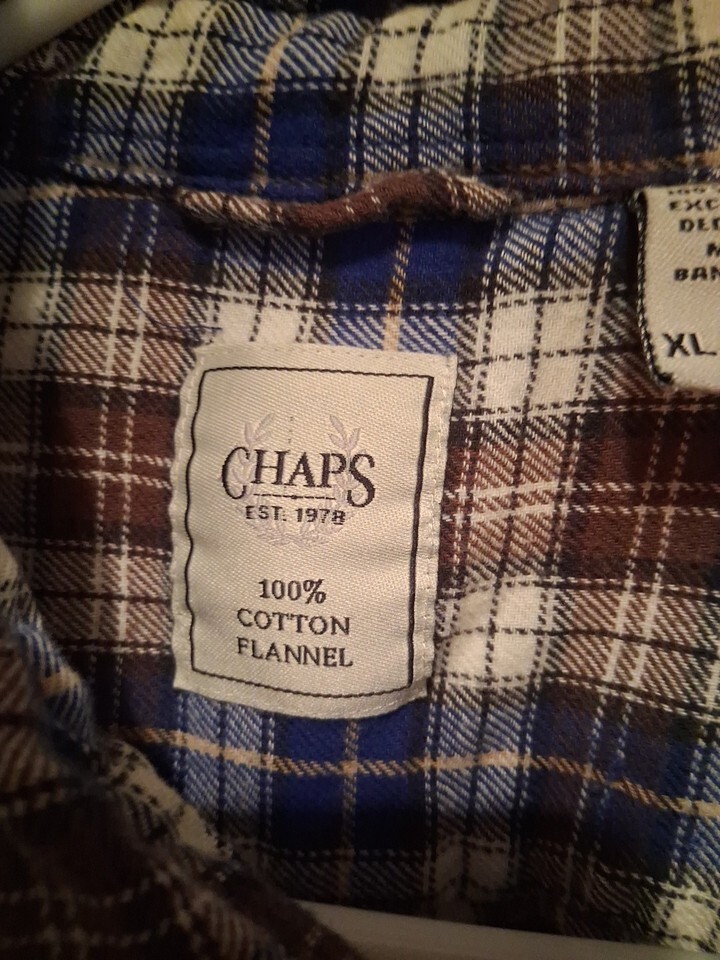 CHAPS
EST. 1978
100%
COTTON
FLANNEL
XL